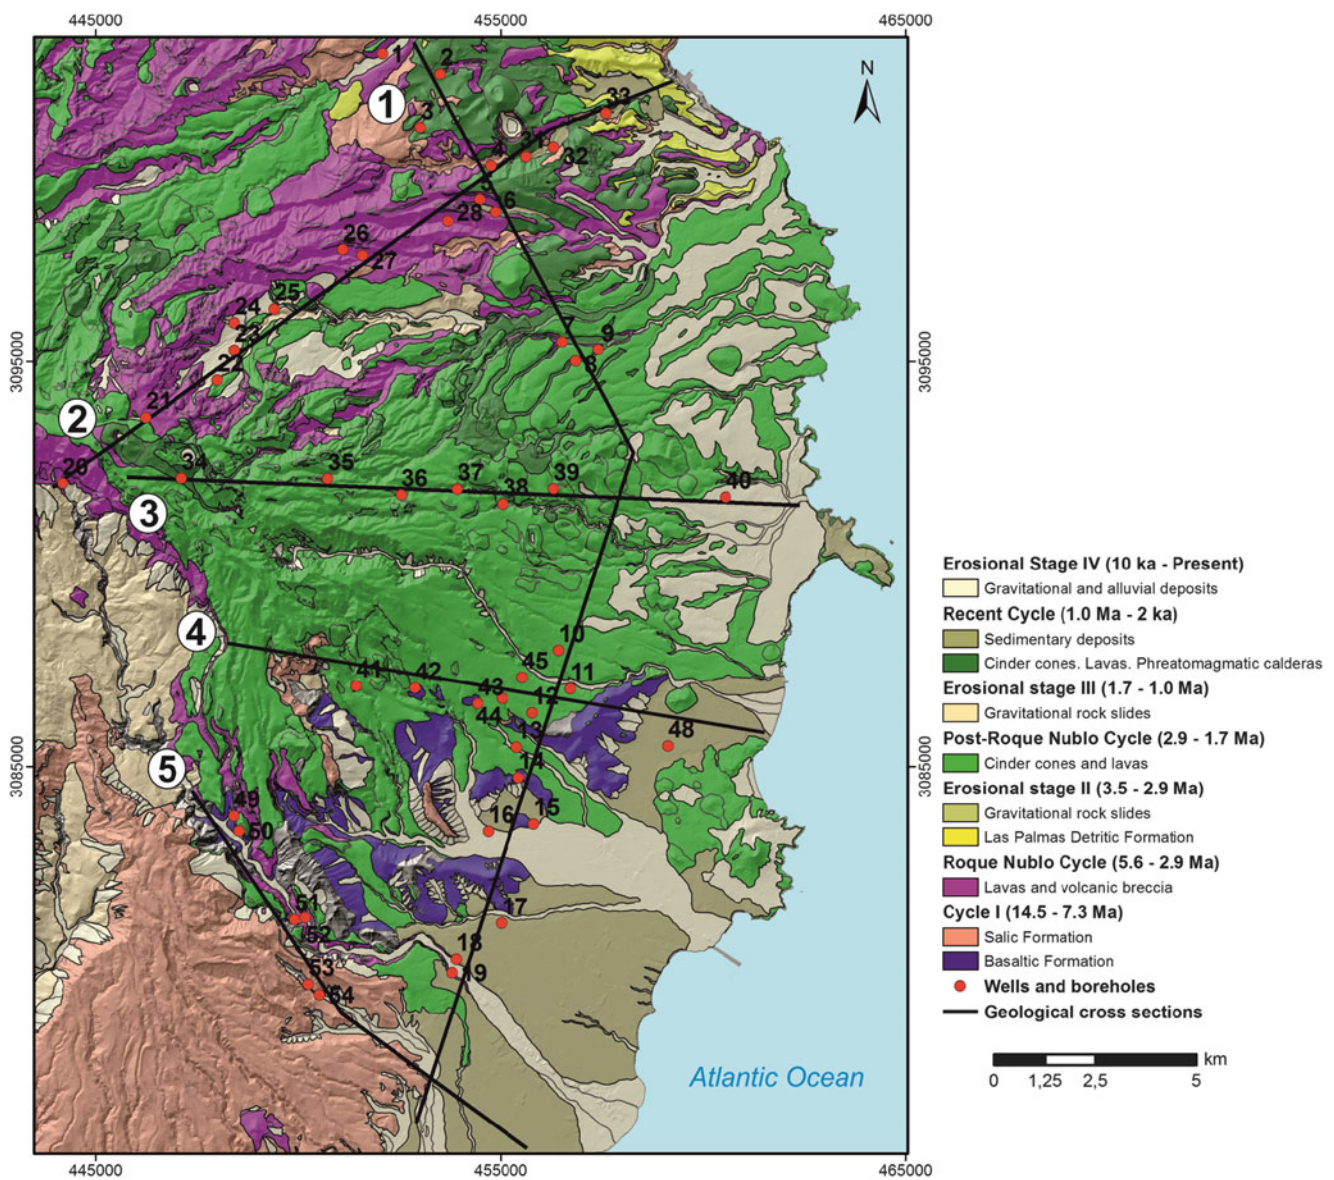 445000 455000 465000
N
1 2
1
3 33
4 31 32
5
6
28
26
27
25
24
23
22
7 9
8
3095000 3095000
21
2
20
34 35 36 37 38 39 40
3
4
10
45
41 42 11
43 12
44
13 48
14
3085000 3085000
5
49
50
16 15
51
52
17
18
19
53
54
Atlantic Ocean
445000 455000 465000
Erosional Stage IV (10 ka - Present)
Gravitational and alluvial deposits
Recent Cycle (1.0 Ma - 2 ka)
Sedimentary deposits
Cinder cones. Lavas. Phreatomagmatic calderas
Erosional stage III (1.7 - 1.0 Ma)
Gravitational rock slides
Post-Roque Nublo Cycle (2.9 - 1.7 Ma)
Cinder cones and lavas
Erosional stage II (3.5 - 2.9 Ma)
Gravitational rock slides
Las Palmas Detritic Formation
Roque Nublo Cycle (5.6 - 2.9 Ma)
Lavas and volcanic breccia
Cycle I (14.5 - 7.3 Ma)
Salic Formation
Basaltic Formation
Wells and boreholes
Geological cross sections
km
0 1,25 2,5 5